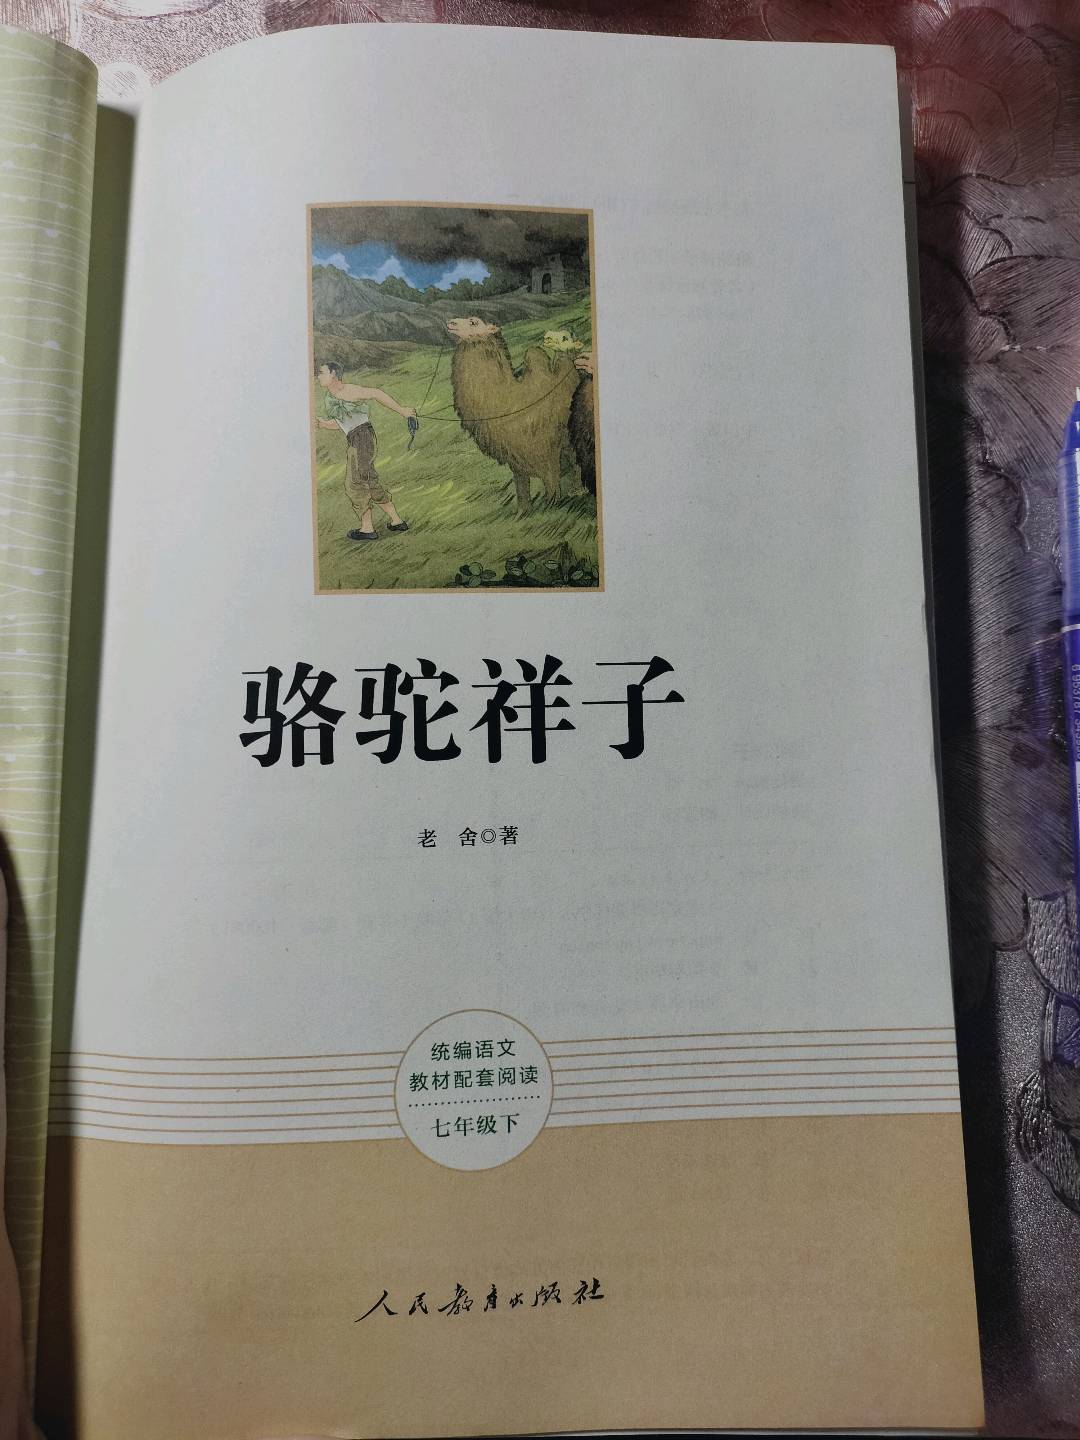 骆驼祥子
老 舍◎著
统编语文
教材配套阅读
七年级下
人民教育出版社